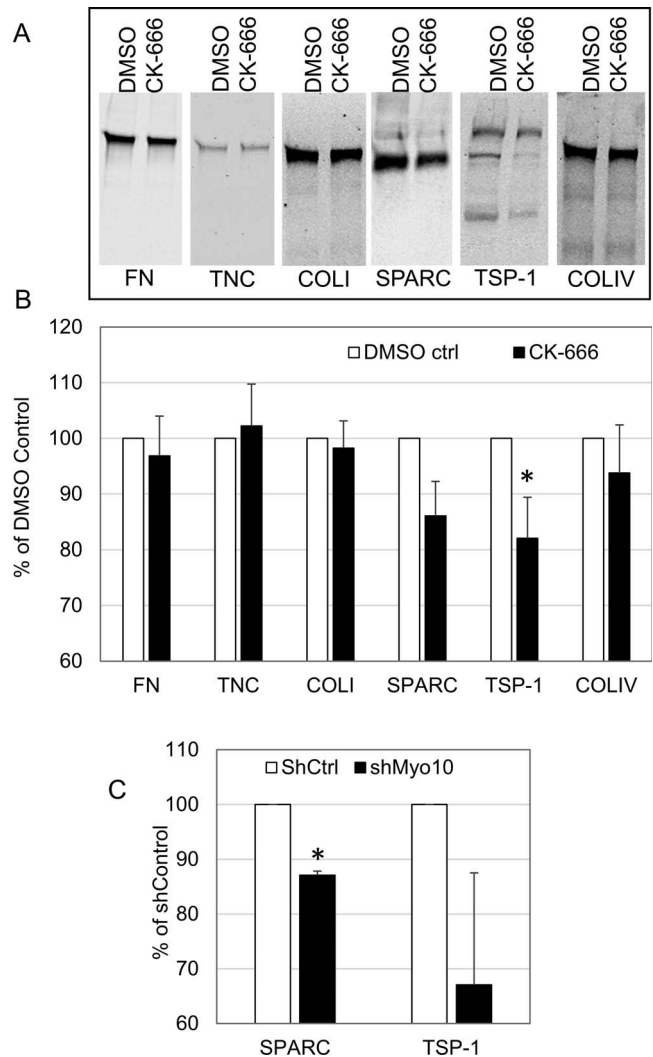 A
DMSO CK-666 DMSO CK-666 DMSO CK-666 DMSO CK-666 DMSO CK-666 DMSO CK-666
FN TNC COLI SPARC TSP-1 COLIV
B
120
DMSO ctrl CK-666
110
100
90
*
80
70
60
% of DMSO Control
FN TNC COLI SPARC TSP-1 COLIV
C
110
ShCtrl shMyo10
100
90
*
80
70
60
% of shControl
SPARC TSP-1